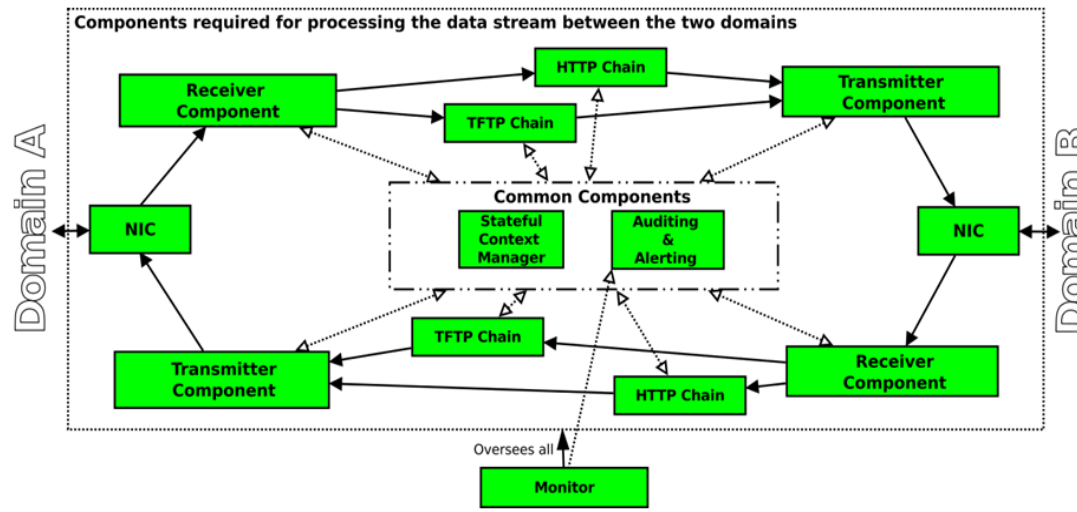 Components required for processing the data stream between the two domains
HTTP Chain
Receiver
Component
Transmitter
Component
TFTP Chain
Domain A
Domain B
Common Components
NIC
Stateful
Context
Manager
Auditing
&
Alerting
NIC
TFTP Chain
Transmitter
Component
Receiver
Component
HTTP Chain
Oversees all
Monitor